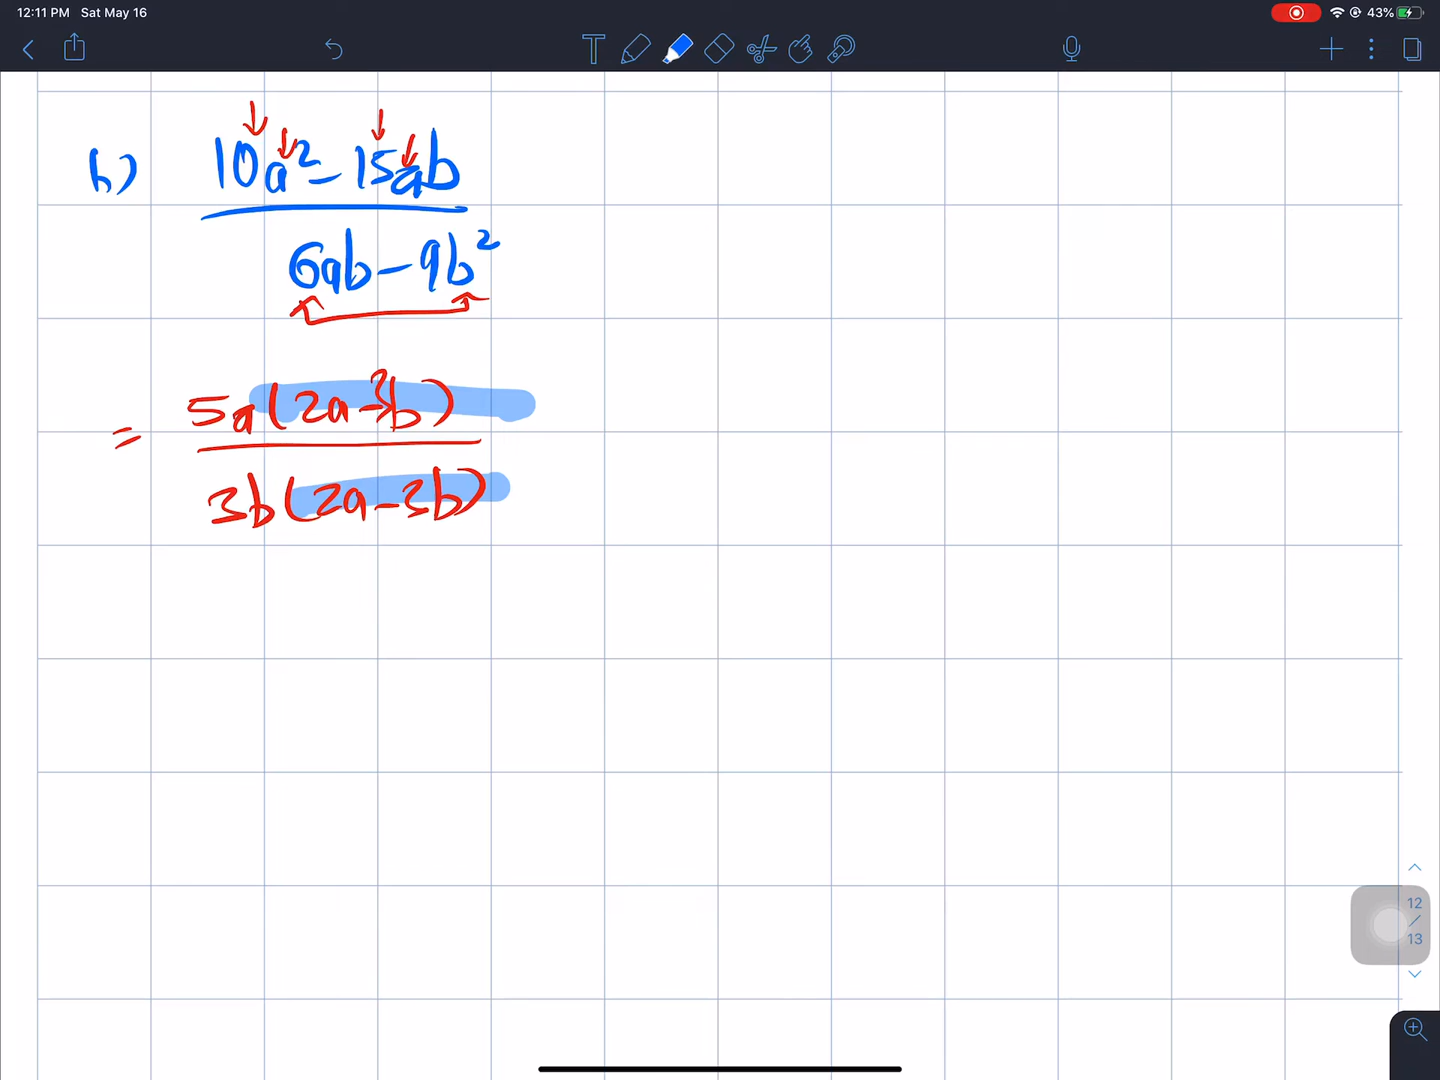 12:11 PM Sat May 16
43%
T
b) 10a² - 15ab
6ab - 9b²
= 5a(2a - 3b)
3b(2a - 3b)
12
13